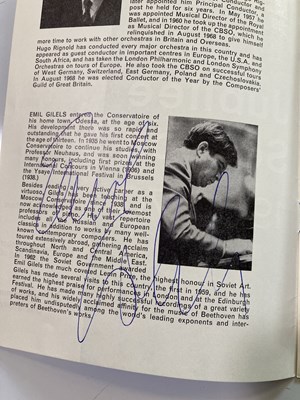 later appointed him Principal Conductor
post he held for six years. In July 1957 he
was appointed Musical Director of the Royal
Ballet, and in 1960 he took up the appointment
as Musical Director of the CBSO, which he
relinquished in August 1968 to give himself
more time to work with other orchestras in Britain and Overseas.
Hugo Rignold has conducted every major orchestra in this country and has
appeared as guest conductor in important centres in Europe, the U.S.A. and
South Africa, and has taken the London Philharmonic and London Symphony
Orchestras on tours of Europe. He also took the CBSO on successful tours
of West Germany, Switzerland, East Germany, Poland and Czechoslovakia.
In August 1968 he was elected Conductor of the Year by the Composers'
Guild of Great Britain.
EMIL GILELS entered the Conservatoire of
his home town, Odessa, at the age of six.
His development there was so rapid and
outstanding that he gave his first concert at
the age of thirteen. In 1935 he went to Moscow
Conservatoire to continue his studies, with
Professor Neuhaus, and was soon winning
many honours, including first prizes at the
International Concours in Vienna (1936) and
the Ysaye International Festival in Brussels
(1938.)
Besides leading an active career as a
virtuoso, Gilels has been teaching at the
Moscow Conservatoire since 1938 and is
now acknowledged as one of their foremost
professors of piano. His wide repertoire
includes all the Russian and European
classics in addition to works by many well-
known contemporary composers. He has
toured extensively abroad, gathering acclaim
throughout North and Central America,
Scandinavia, Europe and the Middle East.
In 1962 the Soviet Government awarded
Emil Gilels the much coveted Lenin Prize, the highest honour in Soviet Art.
Gilels has made several visits to this country, the first in 1959, and he has
earned the highest praise for performances in London and at the Edinburgh
Festival. He has made many highly successful recordings of a great variety
of works, and his widely acclaimed affinity for the music of Beethoven has
placed him undisputedly among the world's leading exponents and inter-
preters of Beethoven's works.